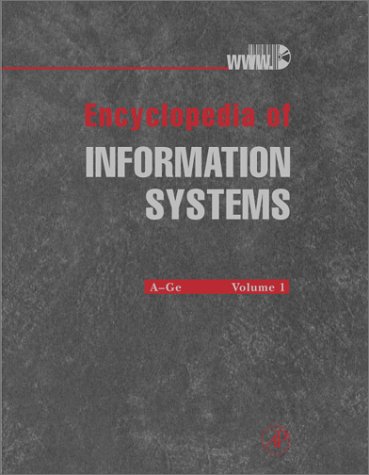 www.
Encyclopedia of
INFORMATION
SYSTEMS
A–Ge Volume 1